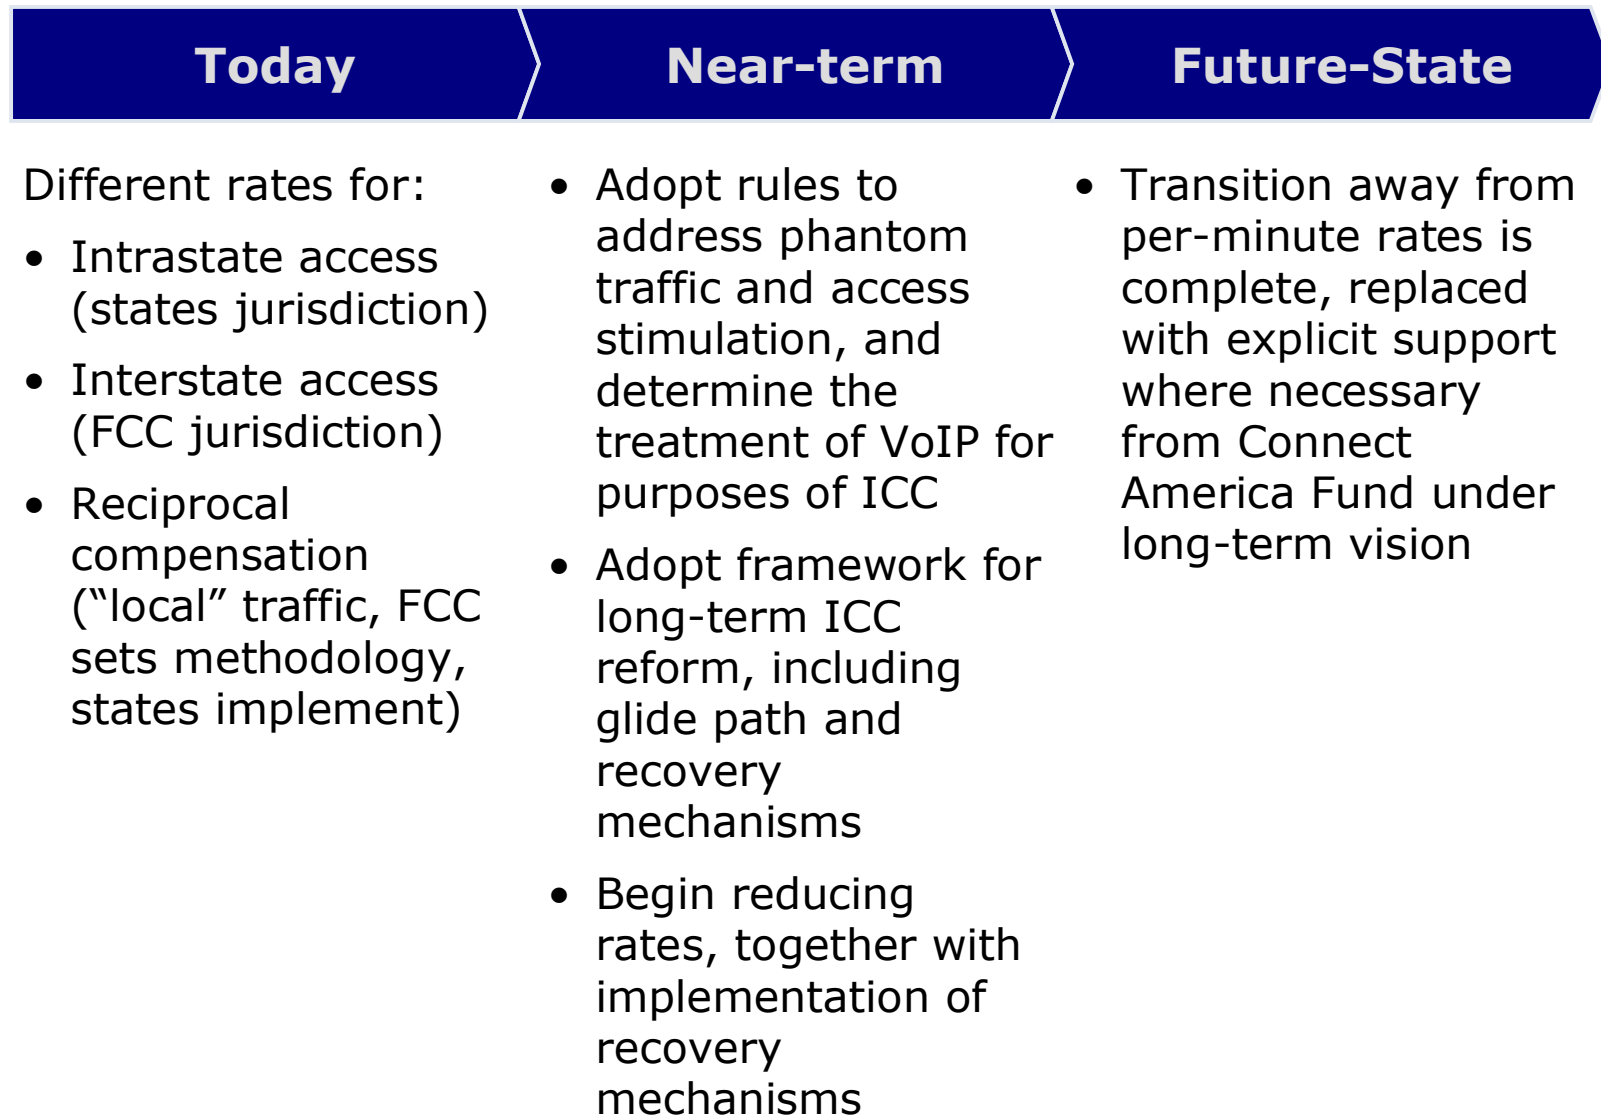 Today
Near-term
Future-State
Different rates for:
• Intrastate access
(states jurisdiction)
• Interstate access
(FCC jurisdiction)
• Reciprocal
compensation
(“local” traffic, FCC
sets methodology,
states implement)
• Adopt rules to
address phantom
traffic and access
stimulation, and
determine the
treatment of VoIP for
purposes of ICC
• Adopt framework for
long-term ICC
reform, including
glide path and
recovery
mechanisms
• Begin reducing
rates, together with
implementation of
recovery
mechanisms
• Transition away from
per-minute rates is
complete, replaced
with explicit support
where necessary
from Connect
America Fund under
long-term vision